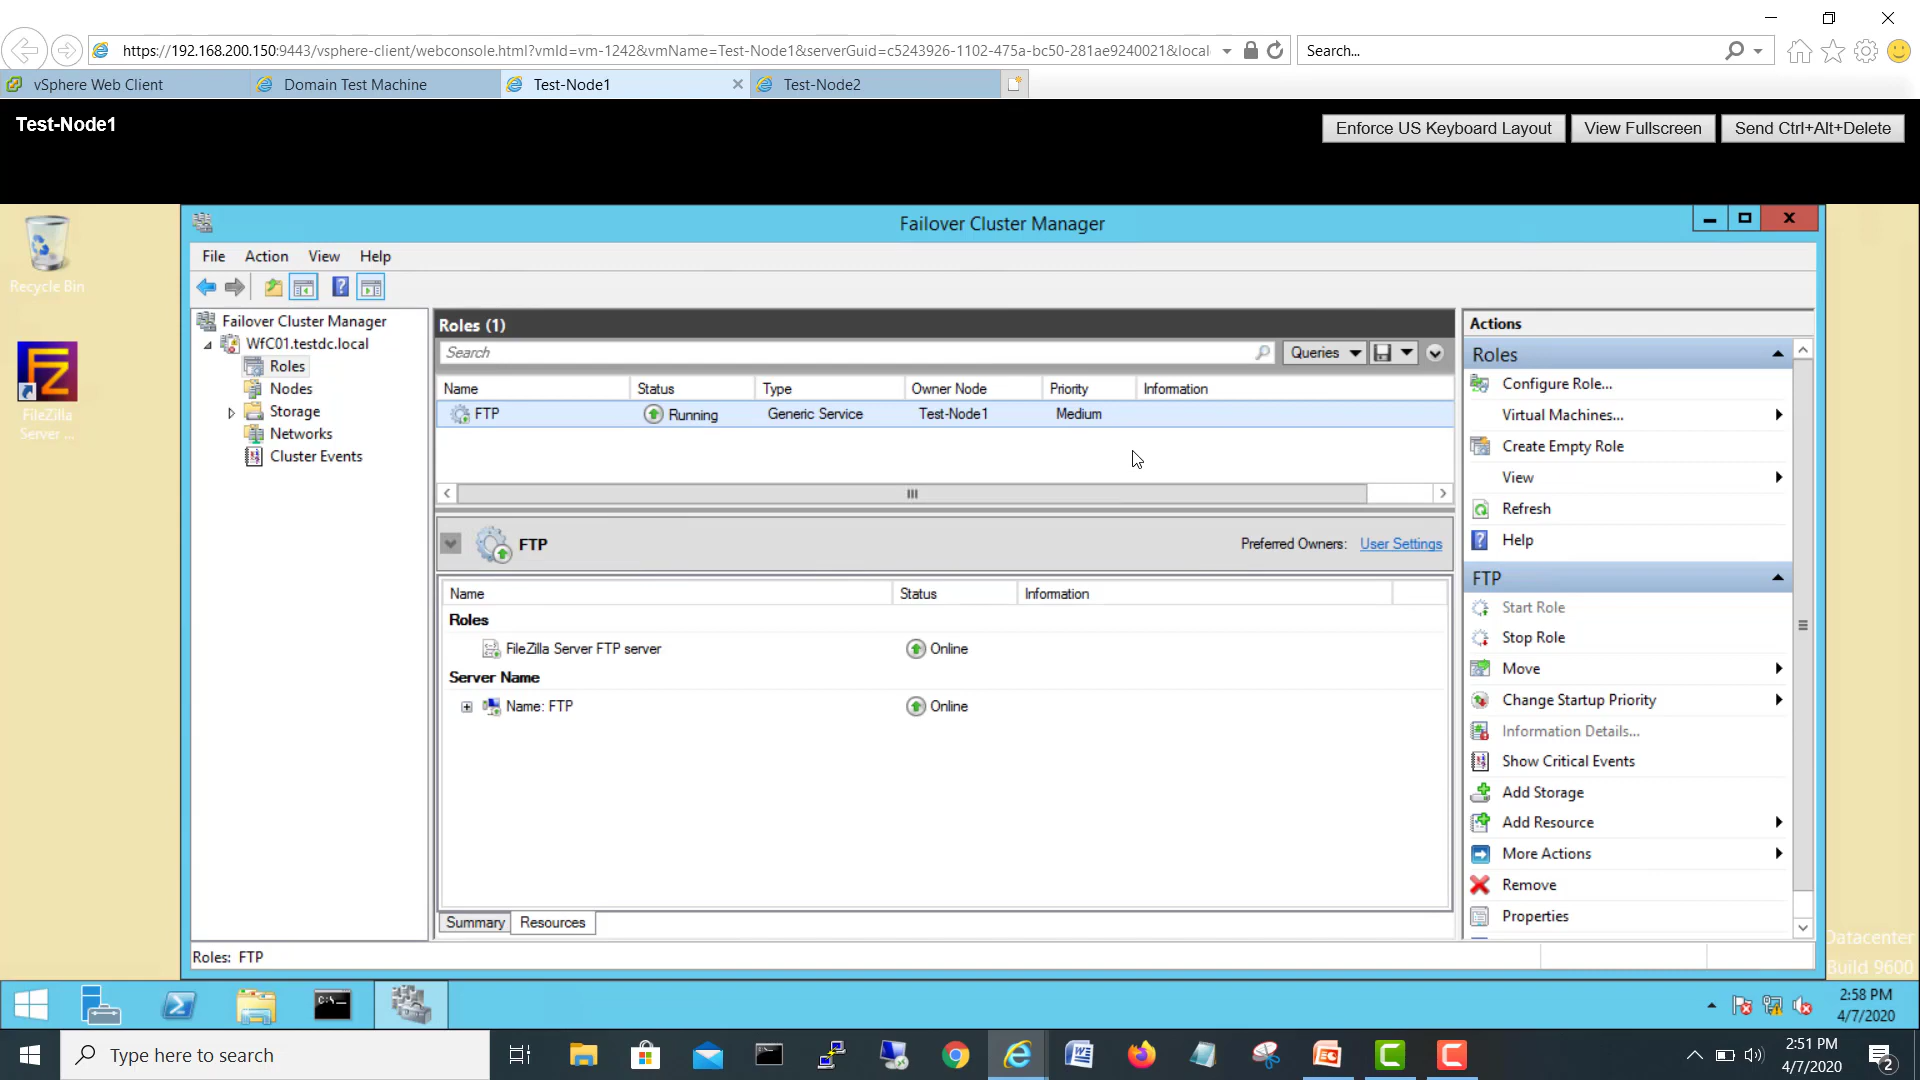 https://192.168.200.150:9443/vsphere-client/webconsole.html?vmId=vm-1242&vmName=Test-Node1&serverGuid=c5243926-1102-475a-bc50-281ae9240021&local
Search...
vSphere Web Client
Domain Test Machine
Test-Node1
Test-Node2
Test-Node1
Enforce US Keyboard Layout
View Fullscreen
Send Ctrl+Alt+Delete
Recycle Bin
FileZilla
Server ...
Failover Cluster Manager
File Action View Help
Failover Cluster Manager
WfC01.testdc.local
Roles
Nodes
Storage
Networks
Cluster Events
Roles (1)
Search
Queries
Name Status Type Owner Node Priority Information
FTP Running Generic Service Test-Node1 Medium
FTP
Preferred Owners: User Settings
Name Status Information
Roles
FileZilla Server FTP server Online
Server Name
Name: FTP Online
Summary Resources
Actions
Roles
Configure Role...
Virtual Machines...
Create Empty Role
View
Refresh
Help
FTP
Start Role
Stop Role
Move
Change Startup Priority
Information Details...
Show Critical Events
Add Storage
Add Resource
More Actions
Remove
Properties
Roles: FTP
Datacenter
Build 9600
C:\_
2:58 PM
4/7/2020
Type here to search
2:51 PM
4/7/2020
2